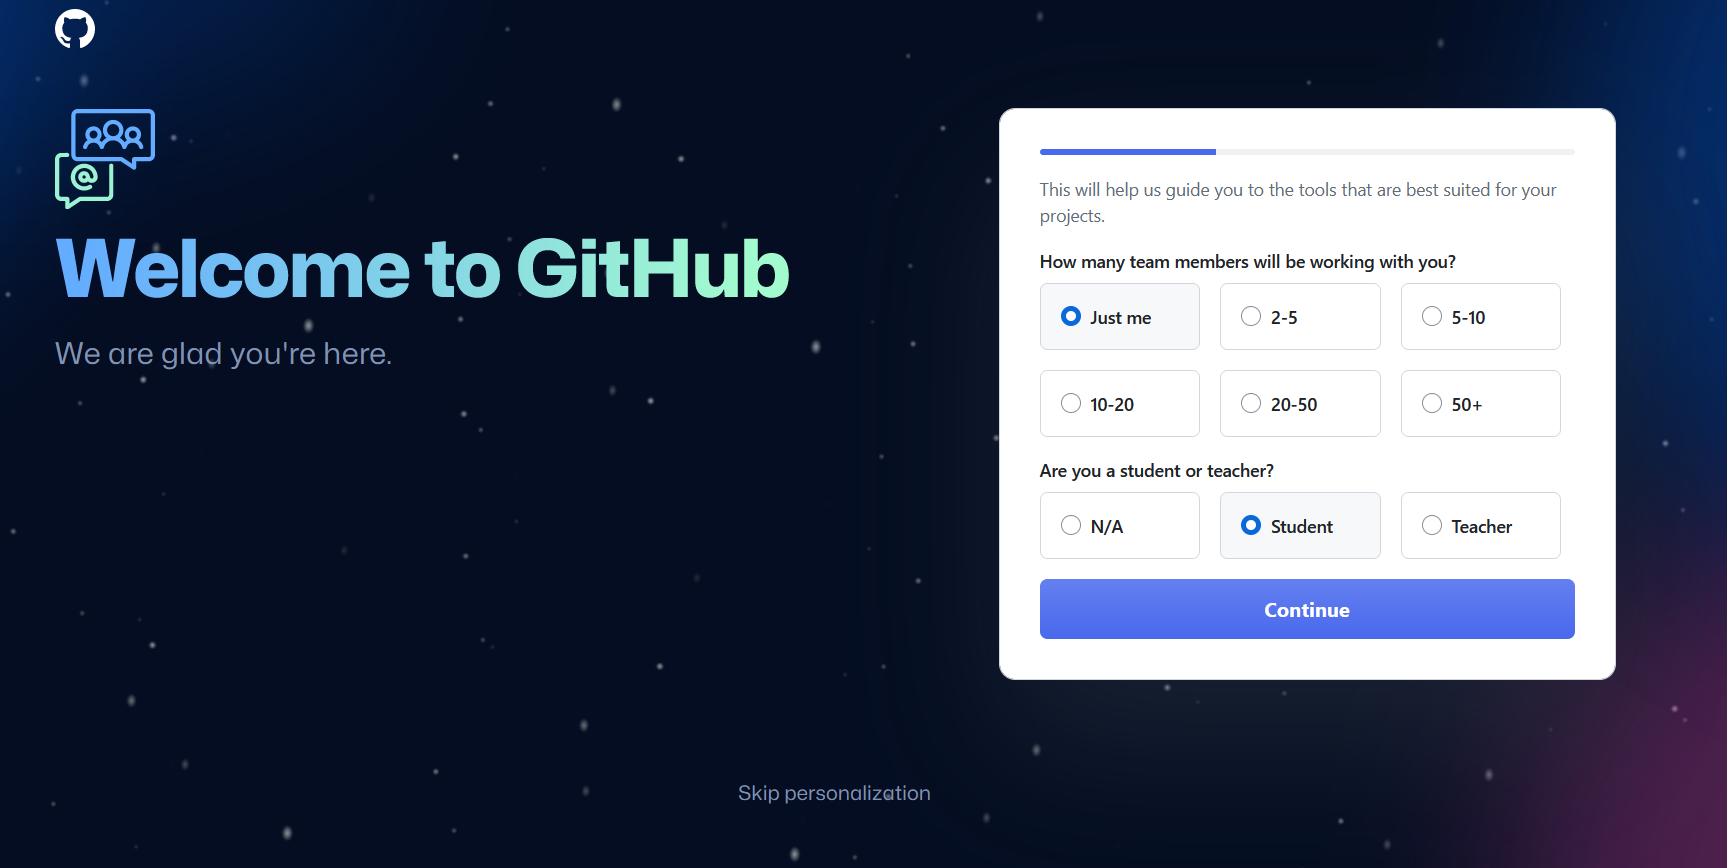 @
Welcome to GitHub
We are glad you're here.
This will help us guide you to the tools that are best suited for your
projects.
How many team members will be working with you?
Just me
2-5
5-10
10-20
20-50
50+
Are you a student or teacher?
N/A
Student
Teacher
Continue
Skip personalization